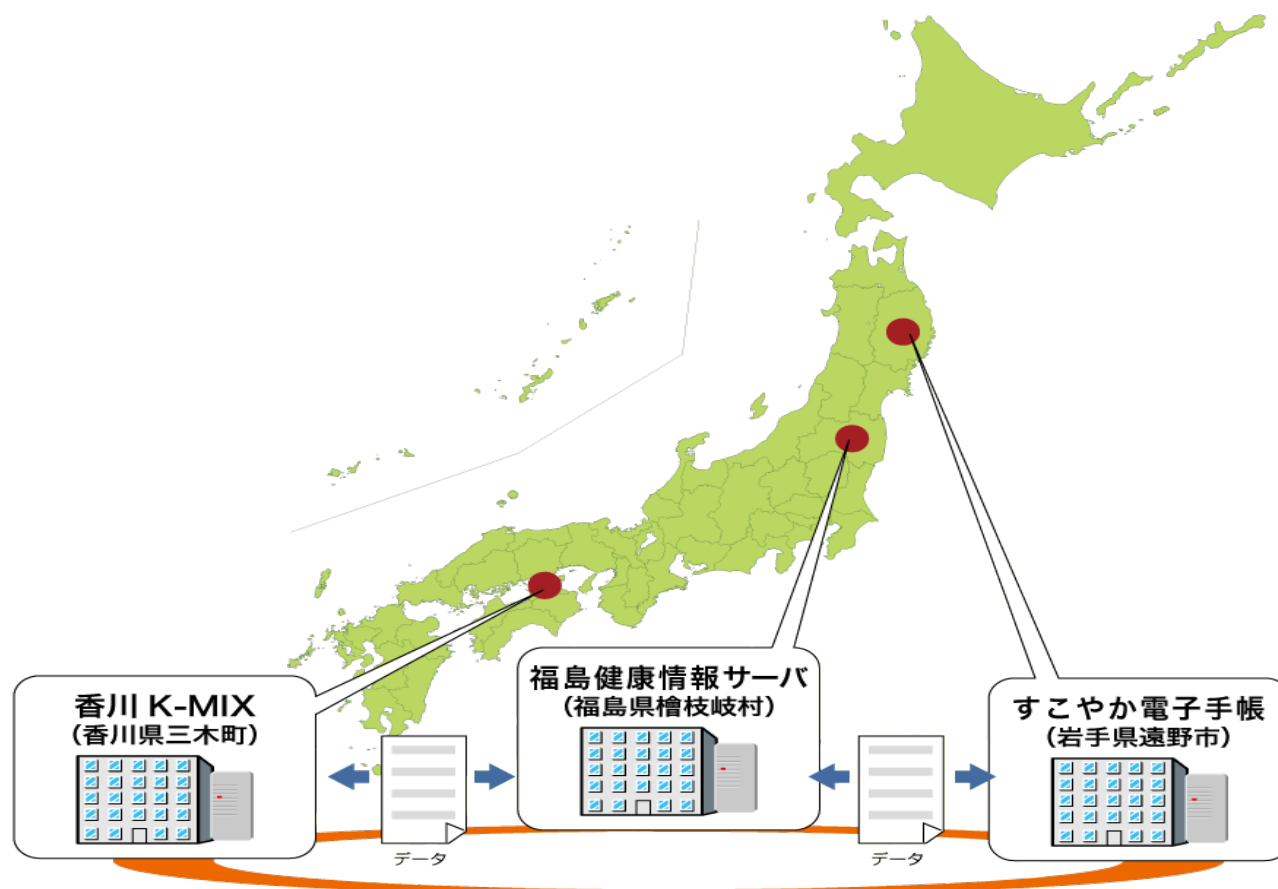 香川 K-MIX
(香川県三木町)
福島健康情報サーバ
(福島県檜枝岐村)
すこやか電子手帳
(岩手県遠野市)
データ
データ